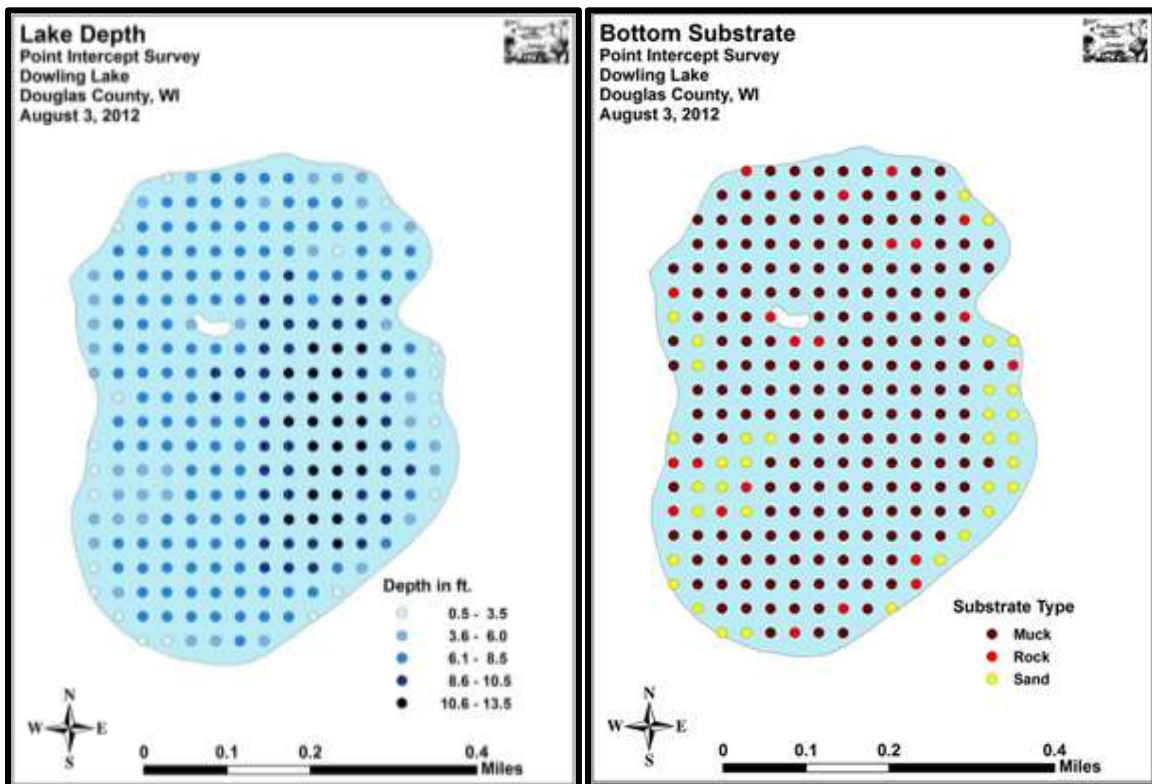 Lake Depth
Point Intercept Survey
Dowling Lake
Douglas County, WI
August 3, 2012
Depth in ft.
0.5 - 3.5
3.6 - 6.0
6.1 - 8.5
8.6 - 10.5
10.6 - 13.5
N
W E
S
0 0.1 0.2 0.4
Miles
Bottom Substrate
Point Intercept Survey
Dowling Lake
Douglas County, WI
August 3, 2012
Substrate Type
Muck
Rock
Sand
N
W E
S
0 0.1 0.2 0.4
Miles